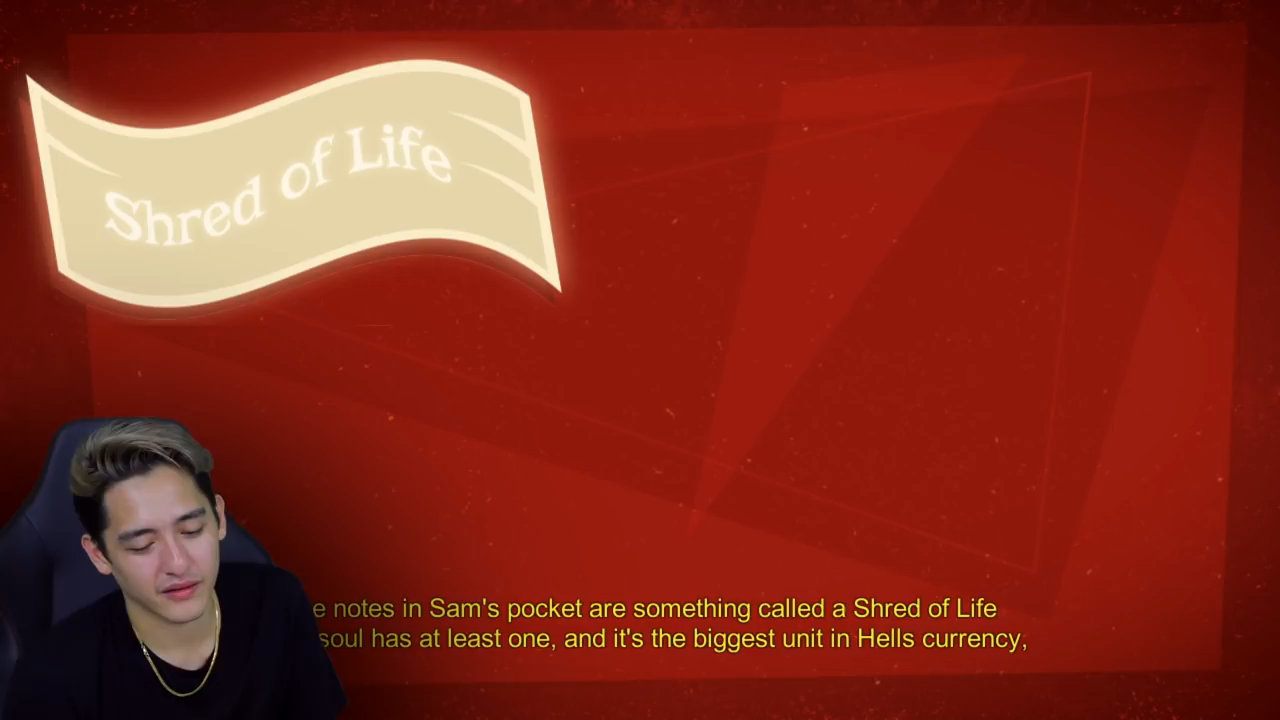 Shred of Life
notes in Sam's pocket are something called a Shred of Life
soul has at least one, and it's the biggest unit in Hells currency,